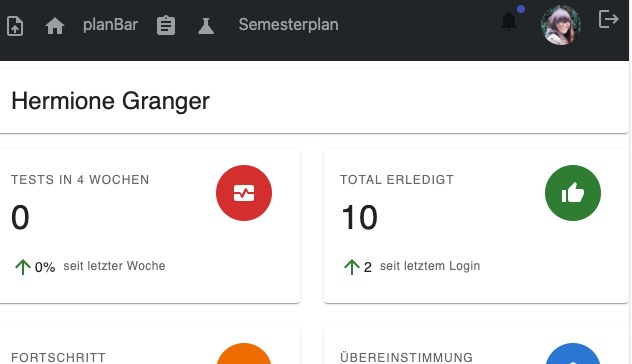 planBar Semesterplan
Hermione Granger
TESTS IN 4 WOCHEN
0
0% seit letzter Woche
TOTAL ERLEDIGT
10
2 seit letztem Login
FORTSCHRITT
ÜBEREINSTIMMUNG